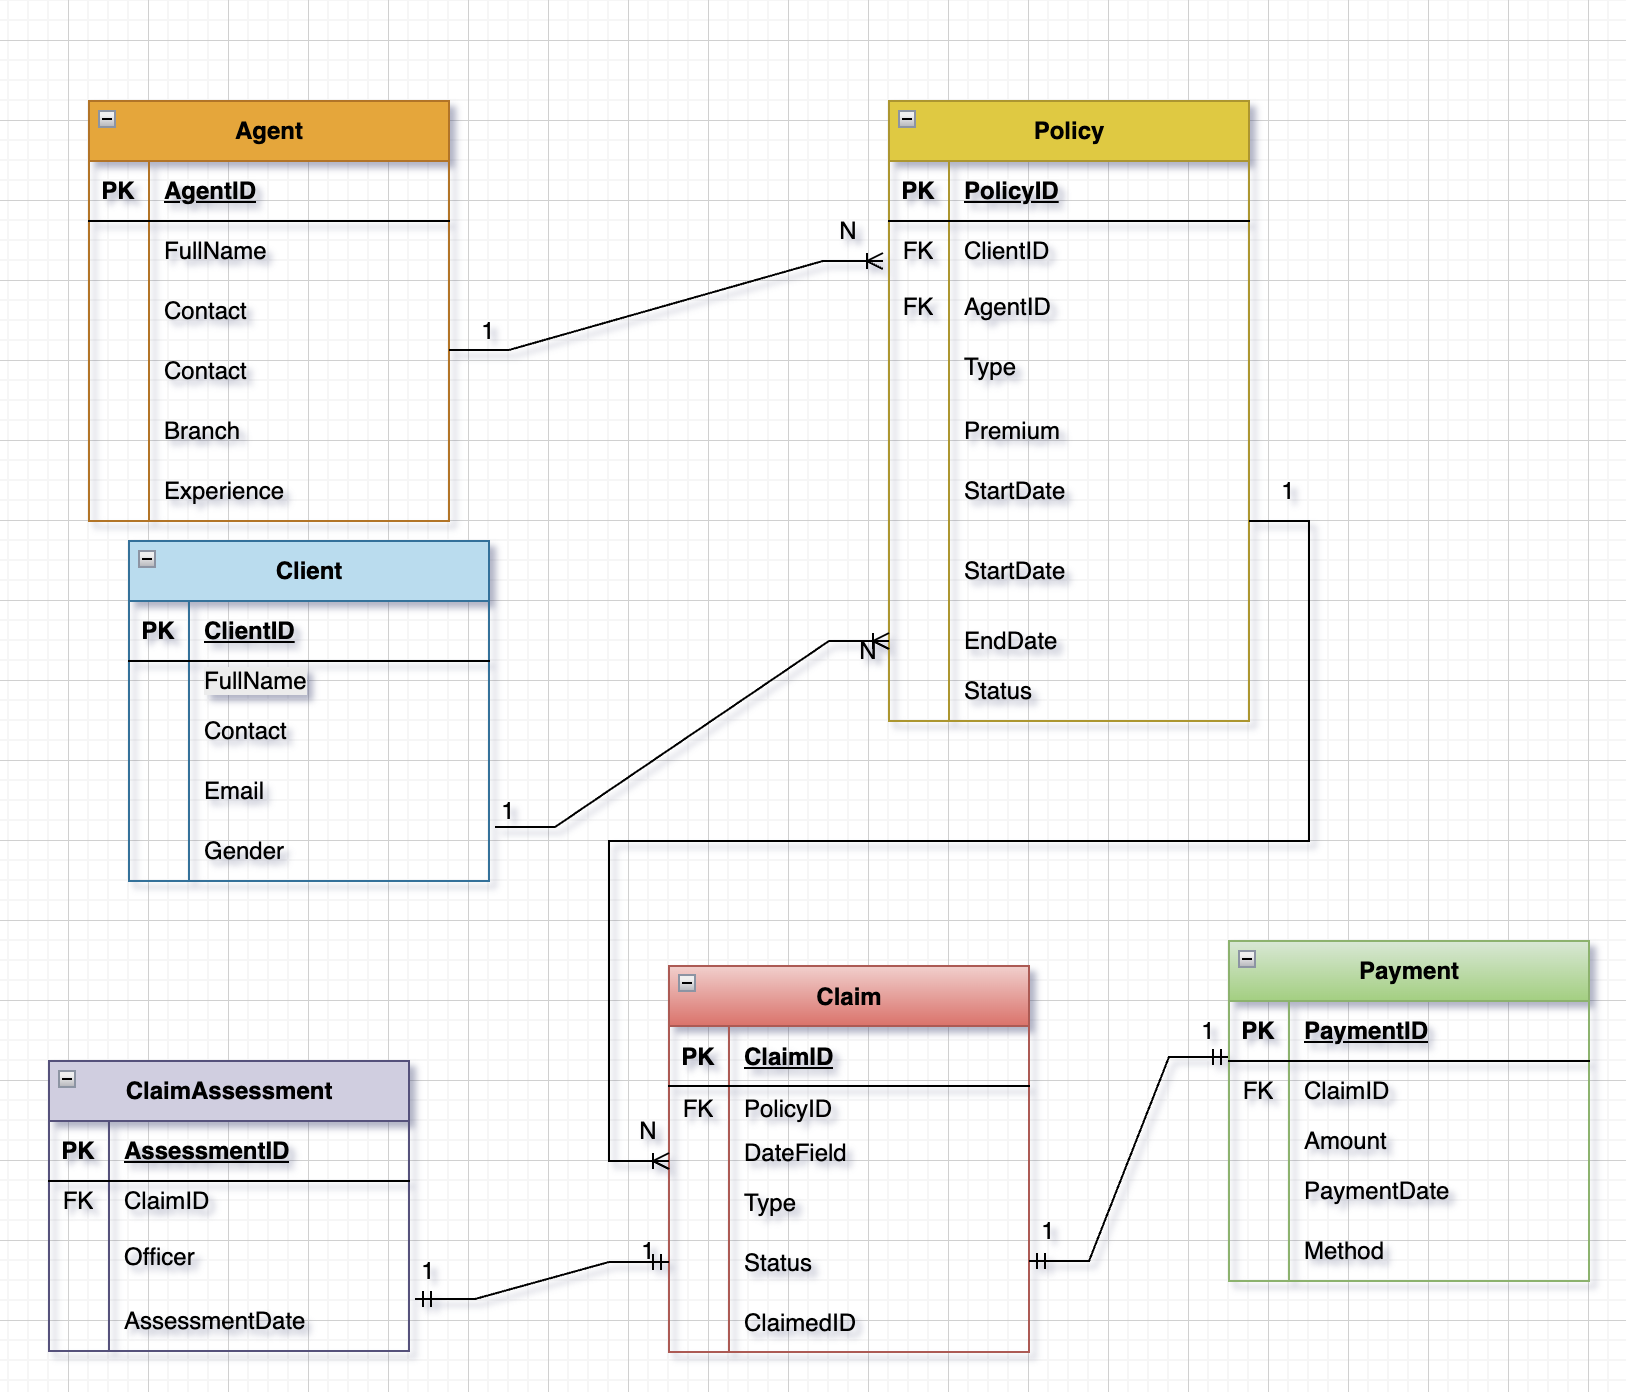 Agent
PK AgentID
FullName
Contact
Contact
Branch
Experience
1
N
Policy
PK PolicyID
FK ClientID
FK AgentID
Type
Premium
StartDate
StartDate
EndDate
Status
1
Client
PK ClientID
FullName
Contact
Email
Gender
1
N
Claim
PK ClaimID
FK PolicyID
DateField
Type
Status
ClaimedID
N
1
1
Payment
PK PaymentID
FK ClaimID
Amount
PaymentDate
Method
1
ClaimAssessment
PK AssessmentID
FK ClaimID
Officer
AssessmentDate
1